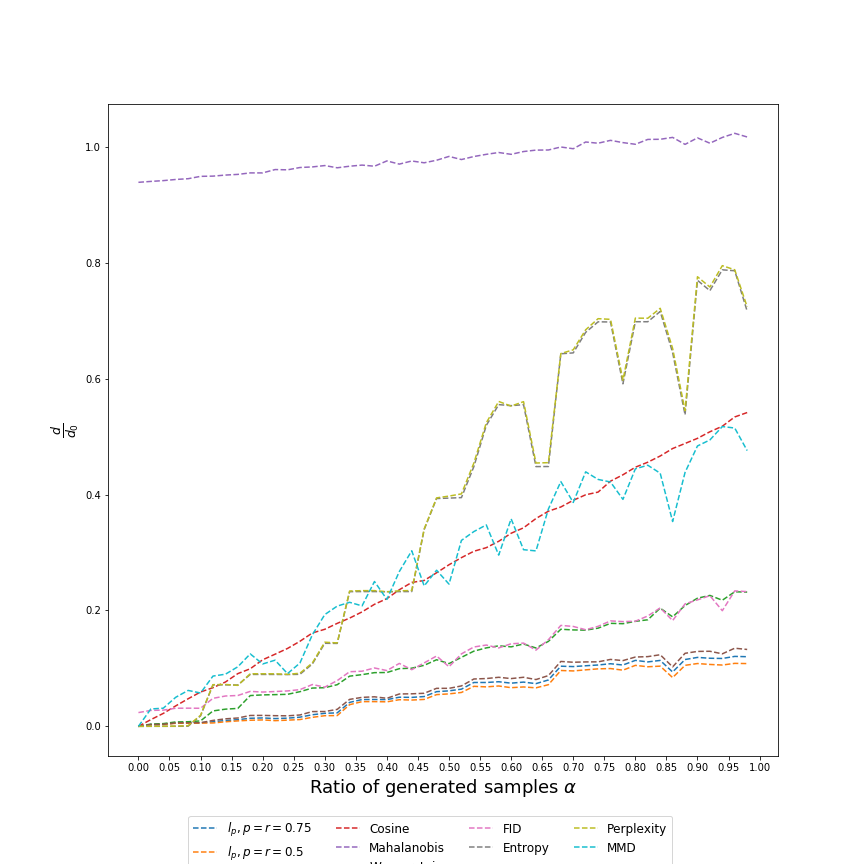 1.0
0.8
0.6
0.4
0.2
0.0
d/d₀
0.00 0.05 0.10 0.15 0.20 0.25 0.30 0.35 0.40 0.45 0.50 0.55 0.60 0.65 0.70 0.75 0.80 0.85 0.90 0.95 1.00
Ratio of generated samples α
lₚ, p = r = 0.75 Cosine FID Perplexity
Mahalanobis Entropy MMD
lₚ, p = r = 0.5